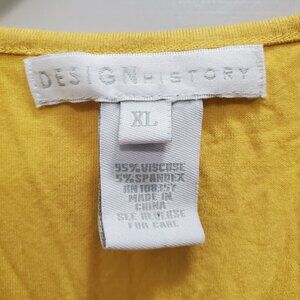 DESIGN HISTORY
XL
95% VISCOSE
5% SPANDEX
RN 108357
MADE IN
CHINA
SEE REVERSE
FOR CARE